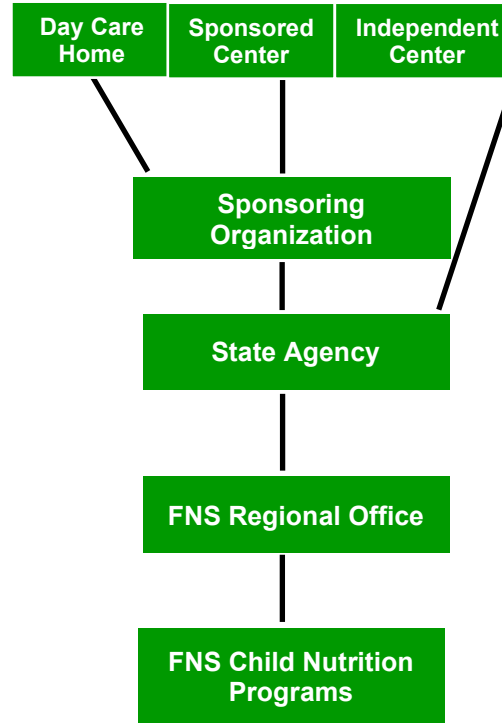 Day Care
Home
Sponsored
Center
Independent
Center
Sponsoring
Organization
State Agency
FNS Regional Office
FNS Child Nutrition
Programs